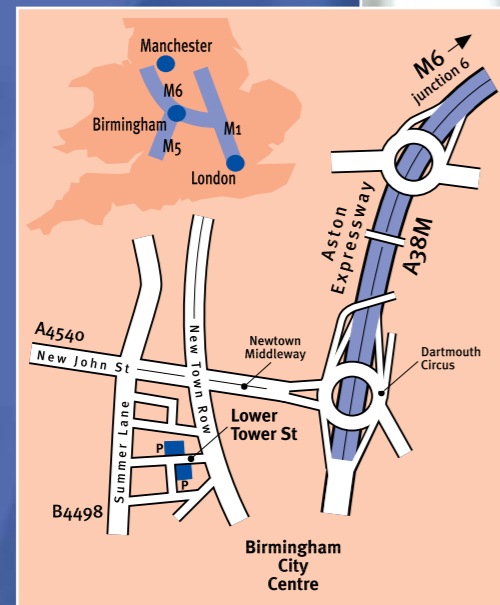 Manchester
M6
Birmingham
M5
M1
London
M6
junction 6
Aston
Expressway
A38M
A4540
New John St
New Town Row
Newtown
Middleway
Dartmouth
Circus
Summer Lane
Lower
Tower St
P
P
B4498
Birmingham
City
Centre